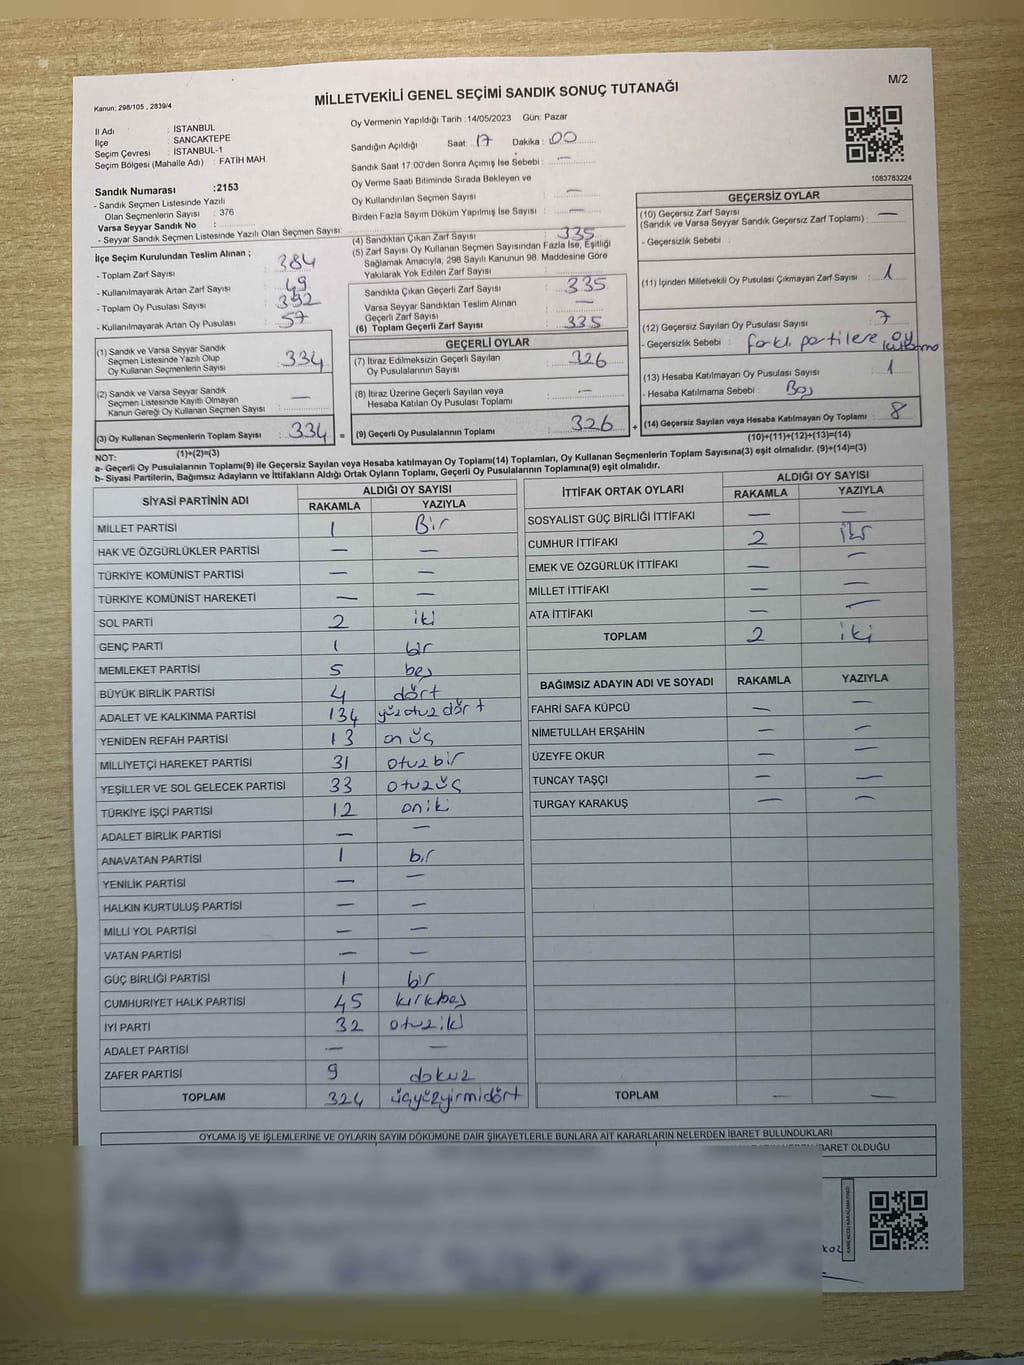 Kanun: 298/105 , 2839/4
MİLLETVEKİLİ GENEL SEÇİMİ SANDIK SONUÇ TUTANAĞI
M/2
İl Adı : İSTANBUL
İlçe : SANCAKTEPE
Seçim Çevresi : İSTANBUL-1
Seçim Bölgesi (Mahalle Adı) : FATİH MAH.
Sandık Numarası :2153
- Sandık Seçmen Listesinde Yazılı
Olan Seçmenlerin Sayısı : 376
Varsa Seyyar Sandık No :
- Seyyar Sandık Seçmen Listesinde Yazılı Olan Seçmen Sayısı:
Oy Vermenin Yapıldığı Tarih :14/05/2023 Gün: Pazar
Sandığın Açıldığı Saat: 17 Dakika : 00
Sandık Saat 17:00'den Sonra Açımış İse Sebebi : —
Oy Verme Saati Bitiminde Sırada Bekleyen ve
Oy Kullandırılan Seçmen Sayısı : —
Birden Fazla Sayım Döküm Yapılmış İse Sayısı : —
1083783224
İlçe Seçim Kurulundan Teslim Alınan ;
- Toplam Zarf Sayısı : 384
- Kullanılmayarak Artan Zarf Sayısı : 49
- Toplam Oy Pusulası Sayısı : 392
- Kullanılmayarak Artan Oy Pusulası : 57
(1) Sandık ve Varsa Seyyar Sandık
Seçmen Listesinde Yazılı Olup
Oy Kullanan Seçmenlerin Sayısı : 334
(2) Sandık ve Varsa Seyyar Sandık
Seçmen Listesinde Kayıtlı Olmayan
Kanun Gereği Oy Kullanan Seçmen Sayısı : —
(3) Oy Kullanan Seçmenlerin Toplam Sayısı : 334
(1)+(2)=(3)
(4) Sandıktan Çıkan Zarf Sayısı : 335
(5) Zarf Sayısı Oy Kullanan Seçmen Sayısından Fazla İse, Eşitliği
Sağlamak Amacıyla, 298 Sayılı Kanunun 98. Maddesine Göre
Yakılarak Yok Edilen Zarf Sayısı :
Sandıkta Çıkan Geçerli Zarf Sayısı : 335
Varsa Seyyar Sandıktan Teslim Alınan
Geçerli Zarf Sayısı : —
(6) Toplam Geçerli Zarf Sayısı : 335
GEÇERLİ OYLAR
(7) İtiraz Edilmeksizin Geçerli Sayılan
Oy Pusulalarının Sayısı : 326
(8) İtiraz Üzerine Geçerli Sayılan veya
Hesaba Katılan Oy Pusulası Toplamı : —
= (9) Geçerli Oy Pusulalarının Toplamı : 326 +
GEÇERSİZ OYLAR
(10) Geçersiz Zarf Sayısı
(Sandık ve Varsa Seyyar Sandık Geçersiz Zarf Toplamı) : —
- Geçersizlik Sebebi :
(11) İçinden Milletvekili Oy Pusulası Çıkmayan Zarf Sayısı : 1
(12) Geçersiz Sayılan Oy Pusulası Sayısı : 7
- Geçersizlik Sebebi : farklı partilere oy
(13) Hesaba Katılmayan Oy Pusulası Sayısı : 1
- Hesaba Katılmama Sebebi : Boş
(14) Geçersiz Sayılan veya Hesaba Katılmayan Oy Toplamı : 8
(10)+(11)+(12)+(13)=(14)
NOT:
a- Geçerli Oy Pusulalarının Toplamı(9) ile Geçersiz Sayılan veya Hesaba katılmayan Oy Toplamı(14) Toplamları, Oy Kullanan Seçmenlerin Toplam Sayısına(3) eşit olmalıdır. (9)+(14)=(3)
b- Siyasi Partilerin, Bağımsız Adayların ve İttifakların Aldığı Ortak Oyların Toplamı, Geçerli Oy Pusulalarının Toplamına(9) eşit olmalıdır.
SİYASİ PARTİNİN ADI ALDIĞI OY SAYISI
RAKAMLA YAZIYLA
MİLLET PARTİSİ 1 Bir
HAK VE ÖZGÜRLÜKLER PARTİSİ — —
TÜRKİYE KOMÜNİST PARTİSİ — —
TÜRKİYE KOMÜNİST HAREKETİ — —
SOL PARTİ 2 iki
GENÇ PARTİ 1 bir
MEMLEKET PARTİSİ 5 beş
BÜYÜK BİRLİK PARTİSİ 4 dört
ADALET VE KALKINMA PARTİSİ 134 yüzotuz dört
YENİDEN REFAH PARTİSİ 13 on üç
MİLLİYETÇİ HAREKET PARTİSİ 31 otuzbir
YEŞİLLER VE SOL GELECEK PARTİSİ 33 otuzüç
TÜRKİYE İŞÇİ PARTİSİ 12 oniki
ADALET BİRLİK PARTİSİ — —
ANAVATAN PARTİSİ 1 bir
YENİLİK PARTİSİ — —
HALKIN KURTULUŞ PARTİSİ — —
MİLLİ YOL PARTİSİ — —
VATAN PARTİSİ — —
GÜÇ BİRLİĞİ PARTİSİ 1 bir
CUMHURİYET HALK PARTİSİ 45 kırkbeş
İYİ PARTİ 32 otuziki
ADALET PARTİSİ — —
ZAFER PARTİSİ 9 dokuz
TOPLAM 324 üçyüzyirmidört
İTTİFAK ORTAK OYLARI ALDIĞI OY SAYISI
RAKAMLA YAZIYLA
SOSYALİST GÜÇ BİRLİĞİ İTTİFAKI — —
CUMHUR İTTİFAKI 2 iki
EMEK VE ÖZGÜRLÜK İTTİFAKI — —
MİLLET İTTİFAKI — —
ATA İTTİFAKI — —
TOPLAM 2 iki
BAĞIMSIZ ADAYIN ADI VE SOYADI RAKAMLA YAZIYLA
FAHRİ SAFA KÜPCÜ — —
NİMETULLAH ERŞAHİN — —
ÜZEYFE OKUR — —
TUNCAY TAŞÇI — —
TURGAY KARAKUŞ — —
TOPLAM — —
OYLAMA İŞ VE İŞLEMLERİNE VE OYLARIN SAYIM DÖKÜMÜNE DAİR ŞİKAYETLERLE BUNLARA AİT KARARLARIN NELERDEN İBARET BULUNDUKLARI
BARET OLDUĞU